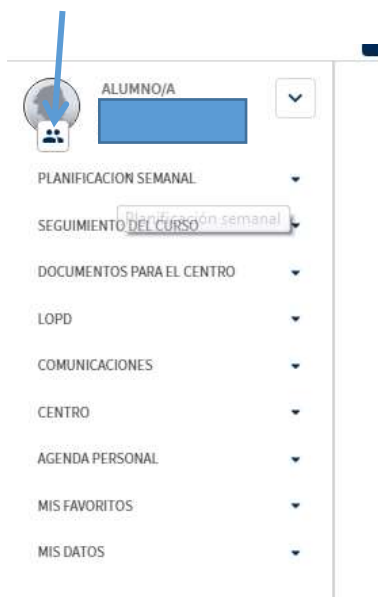 ALUMNO/A
PLANIFICACION SEMANAL
Planificación semanal
SEGUIMIENTO DEL CURSO
DOCUMENTOS PARA EL CENTRO
LOPD
COMUNICACIONES
CENTRO
AGENDA PERSONAL
MIS FAVORITOS
MIS DATOS